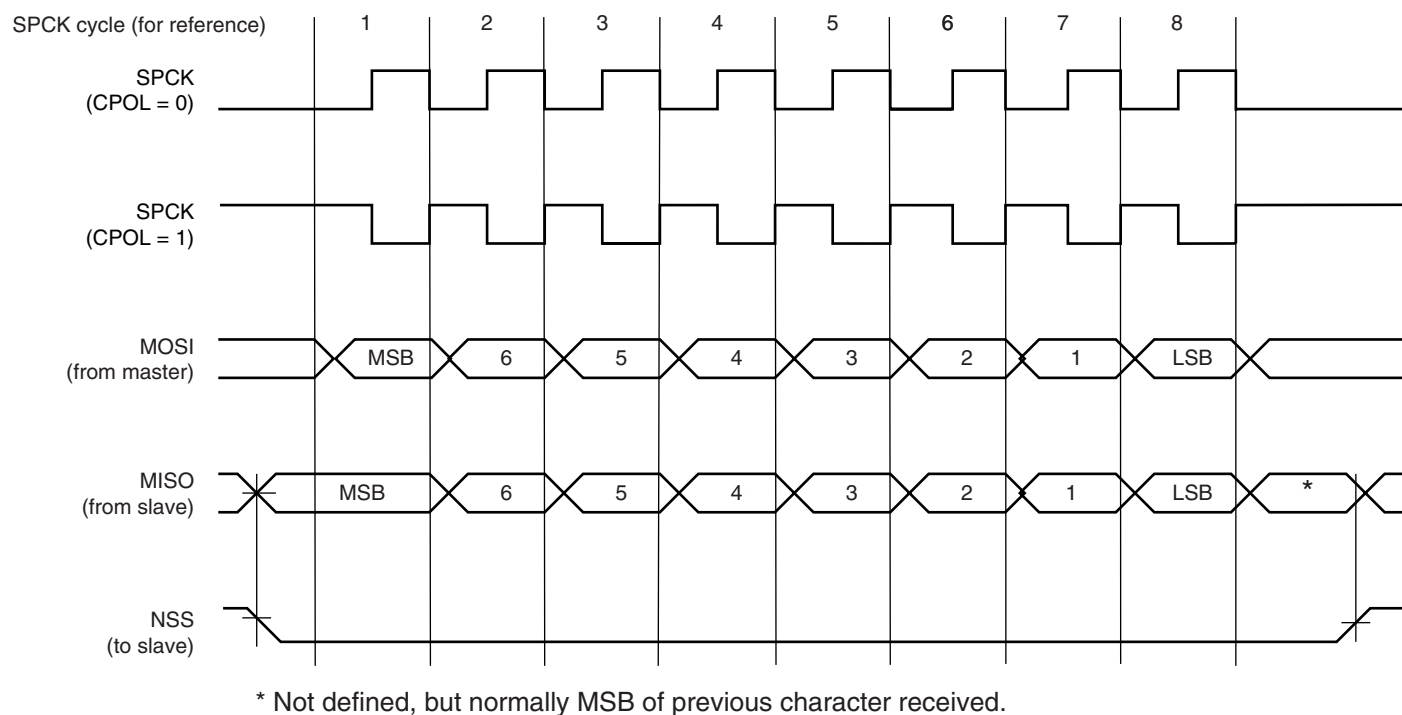 SPCK cycle (for reference) 1 2 3 4 5 6 7 8
SPCK
(CPOL = 0)
SPCK
(CPOL = 1)
MOSI
(from master)
MSB 6 5 4 3 2 1 LSB
MISO
(from slave)
MSB 6 5 4 3 2 1 LSB *
NSS
(to slave)
* Not defined, but normally MSB of previous character received.